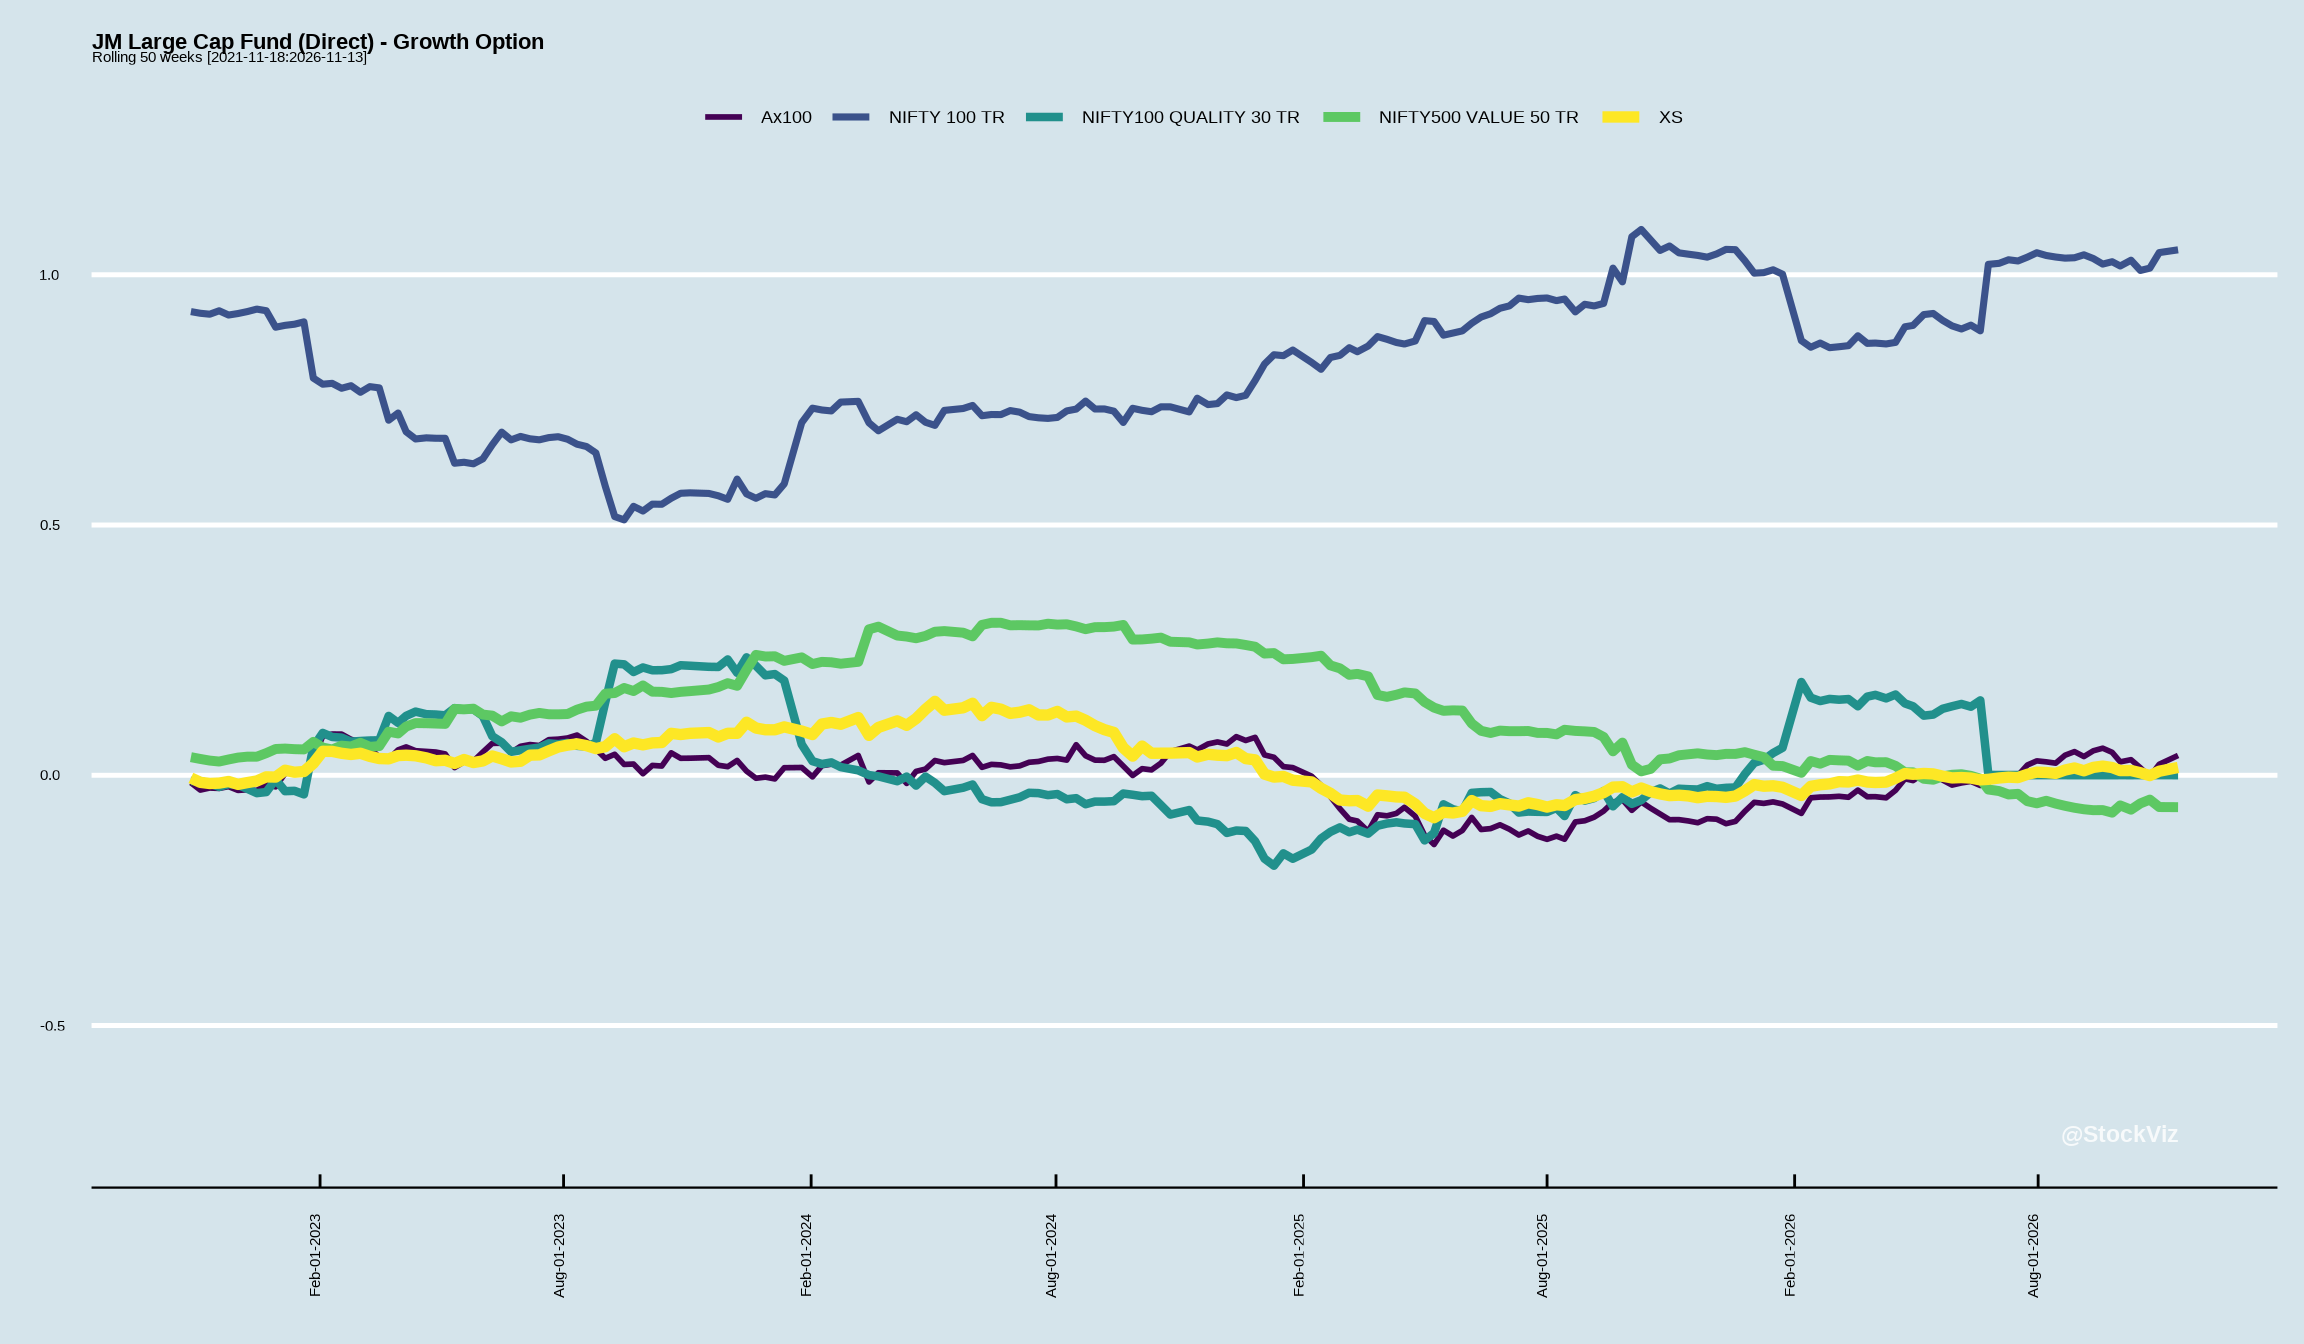 JM Large Cap Fund (Direct) - Growth Option
Rolling 50 weeks [2021-11-18:2026-11-13]
Ax100 NIFTY 100 TR NIFTY100 QUALITY 30 TR NIFTY500 VALUE 50 TR XS
1.0
0.5
0.0
-0.5
@StockViz
Feb-01-2023
Aug-01-2023
Feb-01-2024
Aug-01-2024
Feb-01-2025
Aug-01-2025
Feb-01-2026
Aug-01-2026